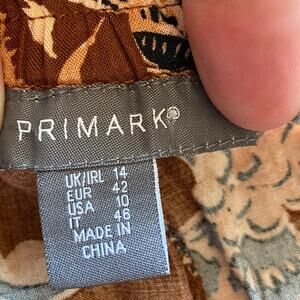 PRIMARK®
UK/IRL 14
EUR 42
USA 10
IT 46
MADE IN
CHINA